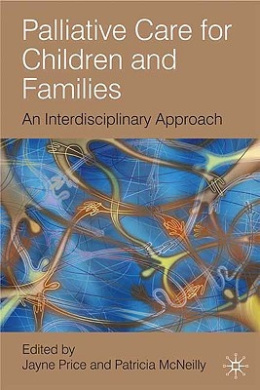 Palliative Care for
Children and
Families
An Interdisciplinary Approach
Edited by
Jayne Price and Patricia McNeilly